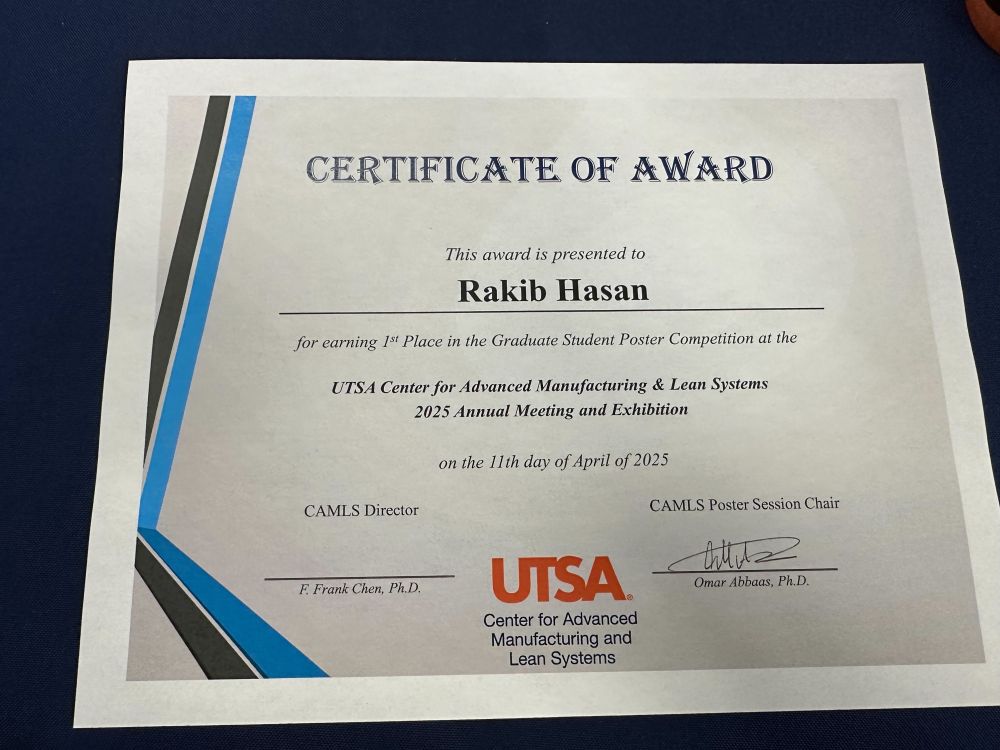 CERTIFICATE OF AWARD
This award is presented to
Rakib Hasan
for earning 1st Place in the Graduate Student Poster Competition at the
UTSA Center for Advanced Manufacturing & Lean Systems
2025 Annual Meeting and Exhibition
on the 11th day of April of 2025
CAMLS Director
CAMLS Poster Session Chair
F. Frank Chen, Ph.D.
Omar Abbaas, Ph.D.
UTSA®
Center for Advanced
Manufacturing and
Lean Systems